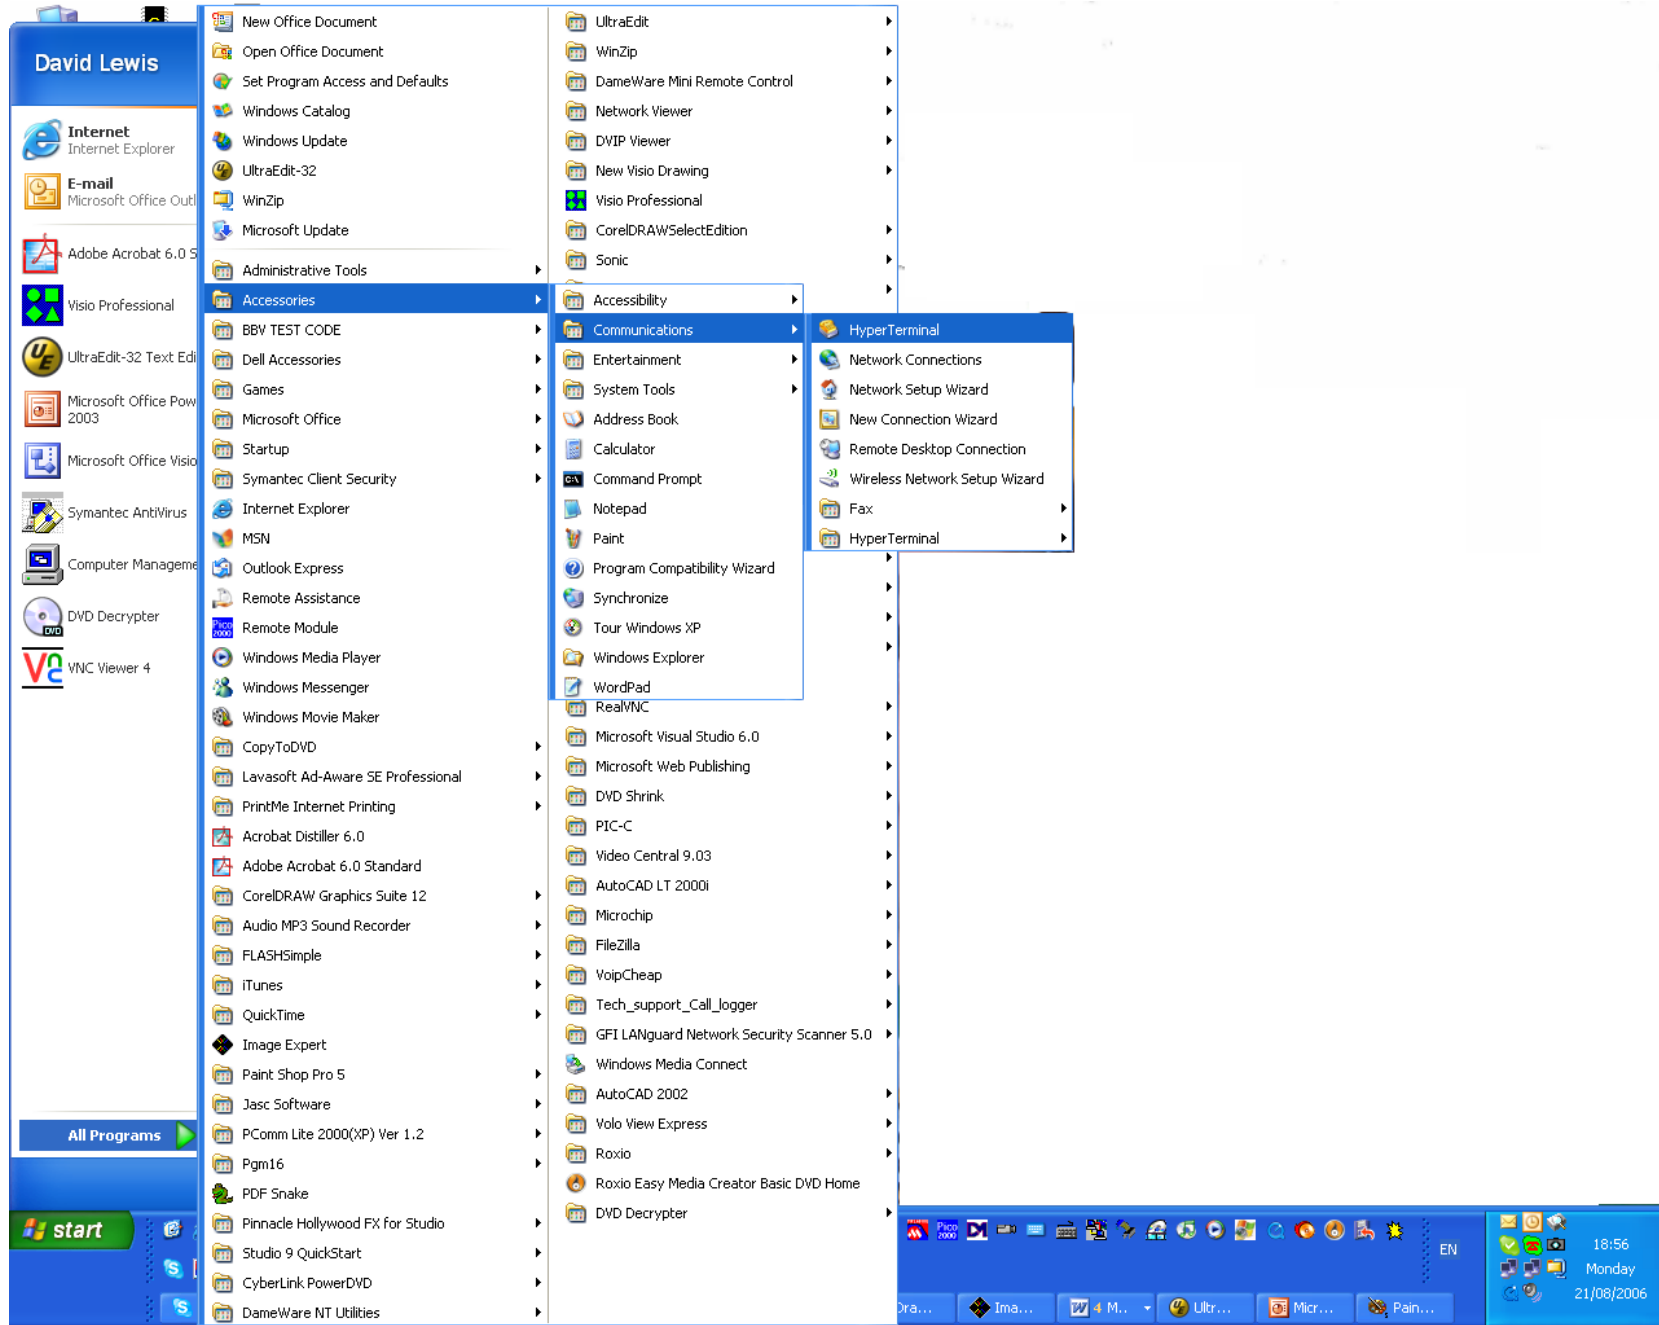 David Lewis
Internet
Internet Explorer
E-mail
Microsoft Office Outl
Adobe Acrobat 6.0 S
Visio Professional
UltraEdit-32 Text Edi
Microsoft Office Pow
2003
Microsoft Office Visio
Symantec AntiVirus
Computer Manageme
DVD Decrypter
VNC Viewer 4
All Programs
start
New Office Document
Open Office Document
Set Program Access and Defaults
Windows Catalog
Windows Update
UltraEdit-32
WinZip
Microsoft Update
Administrative Tools
Accessories
BBV TEST CODE
Dell Accessories
Games
Microsoft Office
Startup
Symantec Client Security
Internet Explorer
MSN
Outlook Express
Remote Assistance
Remote Module
Windows Media Player
Windows Messenger
Windows Movie Maker
CopyToDVD
Lavasoft Ad-Aware SE Professional
PrintMe Internet Printing
Acrobat Distiller 6.0
Adobe Acrobat 6.0 Standard
CorelDRAW Graphics Suite 12
Audio MP3 Sound Recorder
FLASHSimple
iTunes
QuickTime
Image Expert
Paint Shop Pro 5
Jasc Software
PComm Lite 2000(XP) Ver 1.2
Pgm16
PDF Snake
Pinnacle Hollywood FX for Studio
Studio 9 QuickStart
CyberLink PowerDVD
DameWare NT Utilities
UltraEdit
WinZip
DameWare Mini Remote Control
Network Viewer
DVIP Viewer
New Visio Drawing
Visio Professional
CorelDRAWSelectEdition
Sonic
Accessibility
Communications
Entertainment
System Tools
Address Book
Calculator
Command Prompt
Notepad
Paint
Program Compatibility Wizard
Synchronize
Tour Windows XP
Windows Explorer
WordPad
HyperTerminal
Network Connections
Network Setup Wizard
New Connection Wizard
Remote Desktop Connection
Wireless Network Setup Wizard
Fax
HyperTerminal
RealVNC
Microsoft Visual Studio 6.0
Microsoft Web Publishing
DVD Shrink
PIC-C
Video Central 9.03
AutoCAD LT 2000i
Microchip
FileZilla
VoipCheap
Tech_support_Call_logger
GFI LANguard Network Security Scanner 5.0
Windows Media Connect
AutoCAD 2002
Volo View Express
Roxio
Roxio Easy Media Creator Basic DVD Home
DVD Decrypter
EN
18:56
Monday
21/08/2006
Dra...
Ima...
4 M..
Ultr...
Micr...
Pain...